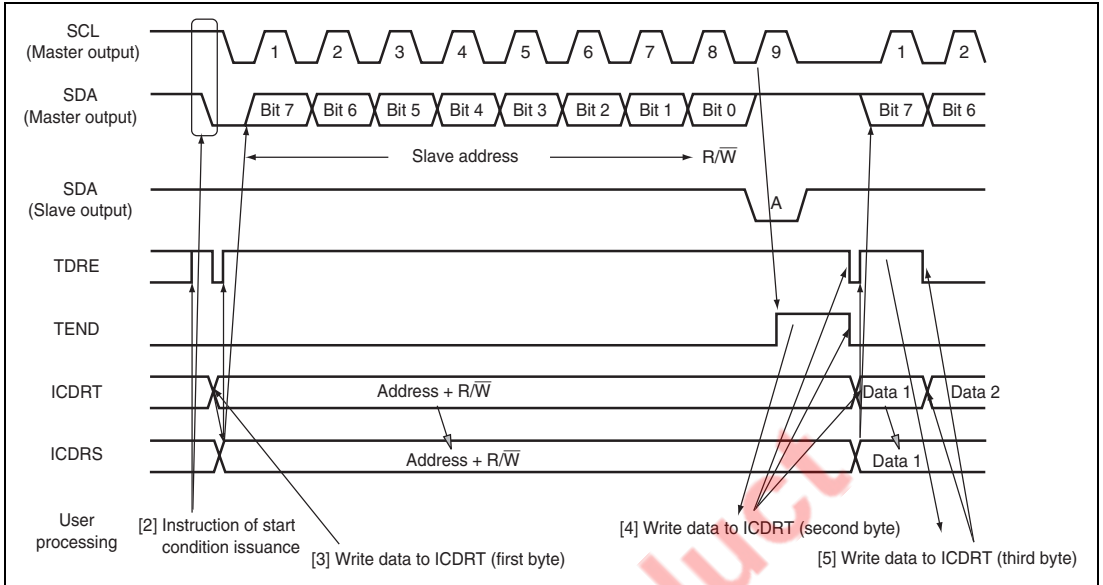 SCL
(Master output)
1 2 3 4 5 6 7 8 9 1 2
SDA
(Master output)
Bit 7 Bit 6 Bit 5 Bit 4 Bit 3 Bit 2 Bit 1 Bit 0 Bit 7 Bit 6
Slave address R/W̅
SDA
(Slave output)
A
TDRE
TEND
ICDRT
Address + R/W̅ Data 1 Data 2
ICDRS
Address + R/W̅ Data 1
User
processing
[2] Instruction of start
condition issuance
[3] Write data to ICDRT (first byte)
[4] Write data to ICDRT (second byte)
[5] Write data to ICDRT (third byte)
duct